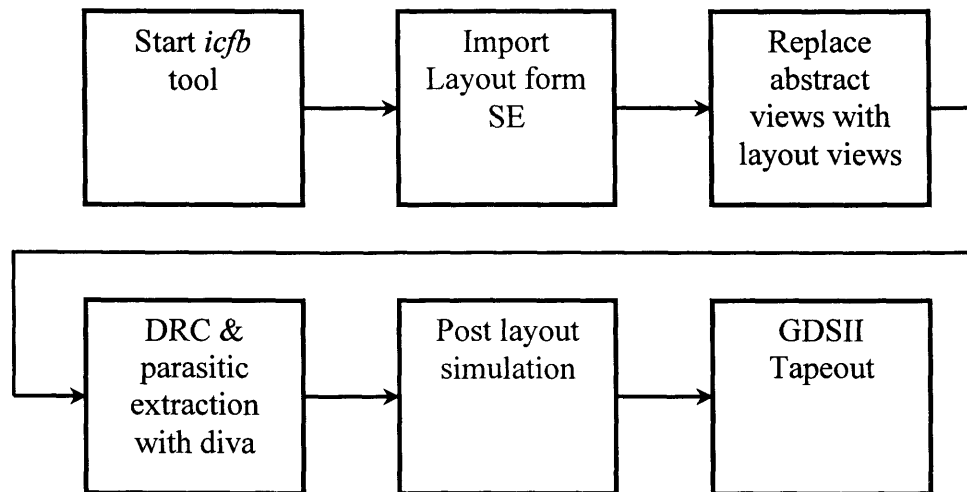 Start icfb
tool
Import
Layout form
SE
Replace
abstract
views with
layout views
DRC &
parasitic
extraction
with diva
Post layout
simulation
GDSII
Tapeout